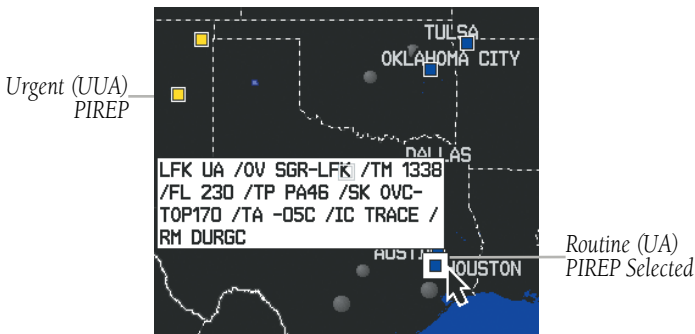 TULSA
OKLAHOMA CITY
Urgent (UUA)
PIREP
DALLAS
LFK UA /OV SGR-LFK /TM 1338
/FL 230 /TP PA46 /SK OVC-
TOP170 /TA -05C /IC TRACE /
RM DURGC
AUSTIN
HOUSTON
Routine (UA)
PIREP Selected